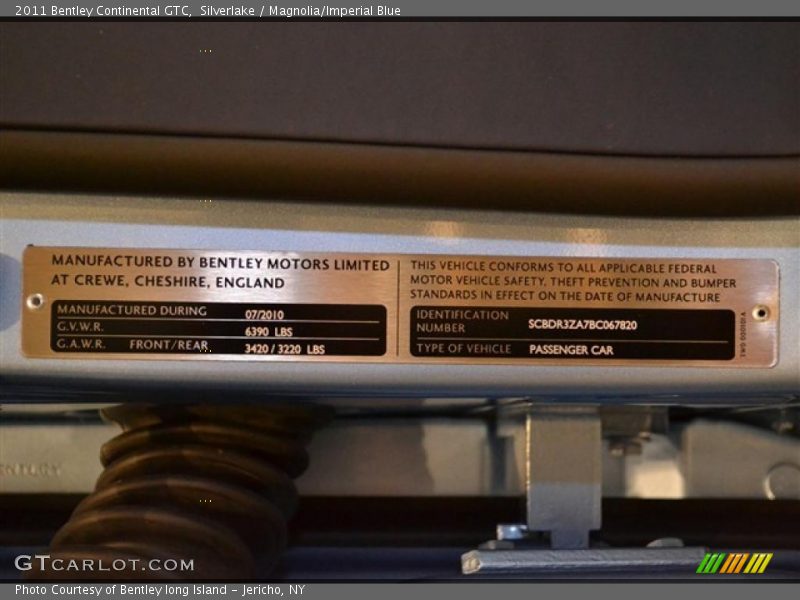 2011 Bentley Continental GTC, Silverlake / Magnolia/Imperial Blue
MANUFACTURED BY BENTLEY MOTORS LIMITED
AT CREWE, CHESHIRE, ENGLAND
MANUFACTURED DURING 07/2010
G.V.W.R. 6390 LBS
G.A.W.R. FRONT/REAR 3420 / 3220 LBS
THIS VEHICLE CONFORMS TO ALL APPLICABLE FEDERAL
MOTOR VEHICLE SAFETY, THEFT PREVENTION AND BUMPER
STANDARDS IN EFFECT ON THE DATE OF MANUFACTURE
IDENTIFICATION
NUMBER SCBDR3ZA7BC067820
TYPE OF VEHICLE PASSENGER CAR
GTCARLOT.COM
Photo Courtesy of Bentley long Island - Jericho, NY